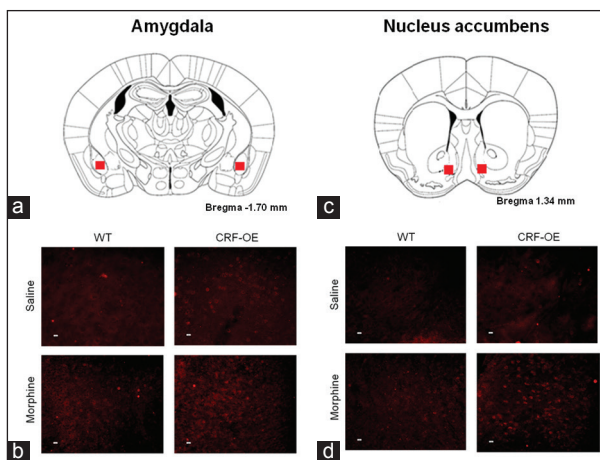 Amygdala
Nucleus accumbens
a
Bregma -1.70 mm
c
Bregma 1.34 mm
WT
CRF-OE
WT
CRF-OE
Saline
Saline
Morphine
Morphine
b
d